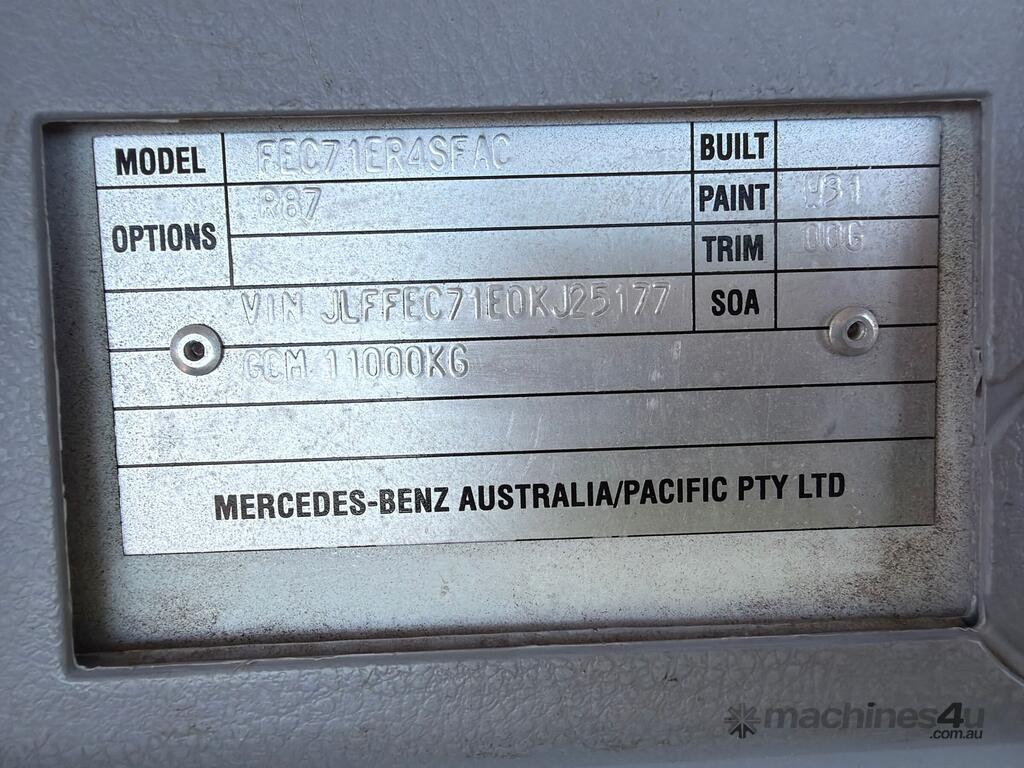 MODEL FEC71ER4SFAC BUILT
OPTIONS R87 PAINT W31
TRIM 00G
VIN JLFFEC71E0KJ25177 SOA
GCM 11000KG
MERCEDES-BENZ AUSTRALIA/PACIFIC PTY LTD
machines4u
.com.au